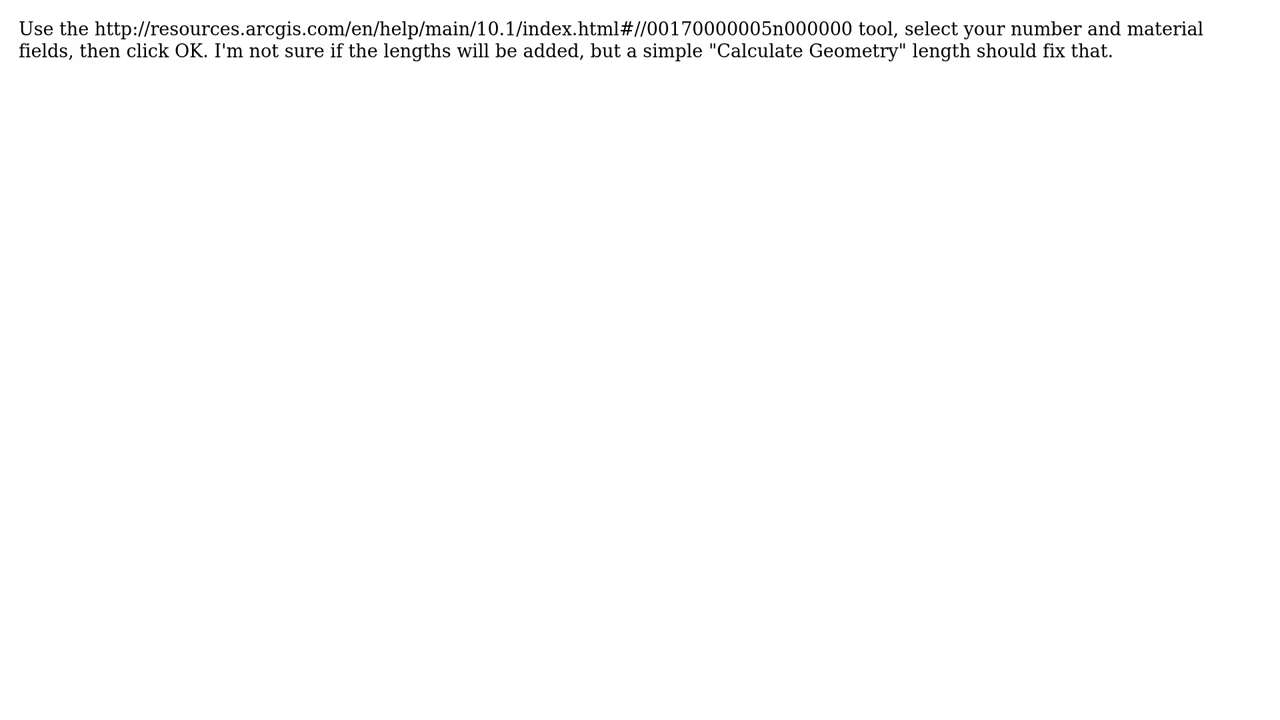 Use the http://resources.arcgis.com/en/help/main/10.1/index.html#//00170000005n000000 tool, select your number and material
fields, then click OK. I'm not sure if the lengths will be added, but a simple "Calculate Geometry" length should fix that.